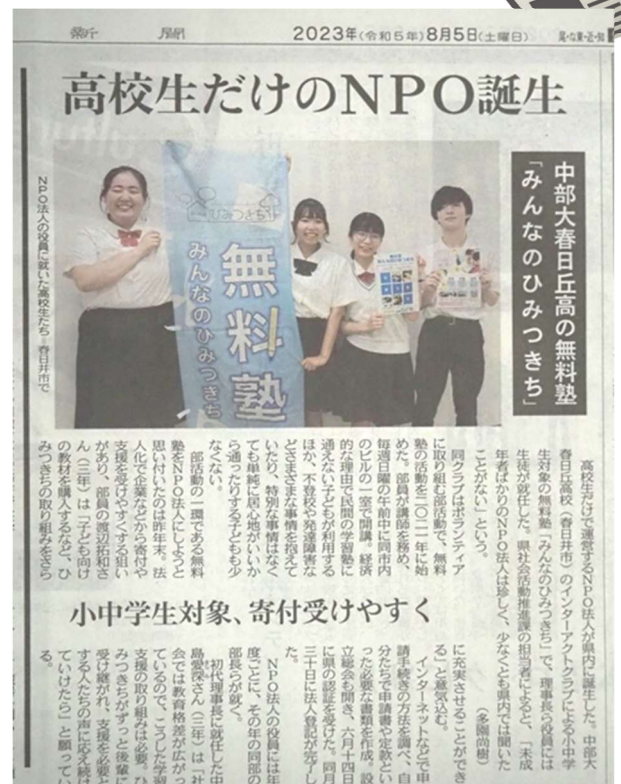 新 聞
2023年(令和5年)8月5日(土曜日)
高校生だけのNPO誕生
中部大春日丘高の無料塾
「みんなのひみつきち」
ひみつきち
無料塾
みんなのひみつきち
NPO法人の役員に就いた高校生たち=春日井市で
高校生だけで運営するNPO法人が県内に誕生した。中部大
春日丘高校(春日井市)のインターアクトクラブによる小中学
生対象の無料塾「みんなのひみつきち」で、理事長ら役員には
生徒が就任した。県社会活動推進課の担当者によると、「未成
年者ばかりのNPO法人は珍しく、少なくとも県内では聞いた
ことがない」という。
(多園尚樹)
同クラブはボランティア
に取り組む部活動で、無料
塾の活動を二〇二一年に始
めた。部員が講師を務め、
毎週日曜の午前中に同市内
のビルの一室で開講。経済
的な理由で民間の学習塾に
通えない子どもが利用する
ほか、不登校や発達障害な
どさまざまな事情を抱えて
いたり、特別な事情はなく
ても単純に居心地がいいか
ら通ったりする子どもも少
なくない。
部活動の一環である無料
塾をNPO法人にしようと
思い付いたのは昨年末。法
人化で企業などから寄付や
支援を受けやすくする狙い
があり、部員の渡辺拓和さ
ん(三年)は「子ども向け
の教材を購入するなど、ひ
みつきちの取り組みをさら
小中学生対象、寄付受けやすく
に充実させることができ
る」と意気込む。
インターネットなどで申
請手続きの方法を調べ、自
分たちで申請書や定款とい
った必要な書類を作成。設
立総会も開き、六月十四日
に県の認証を受けた。同月
三十日に法人登記が完了し
た。
NPO法人の役員には年
度ごとに、その年の同部の
部長らが就く。
初代理事長に就任した中
島愛深さん(三年)は「社
会では教育格差が広がっ
ているので、こうした学習
支援の取り組みは必要。ひ
みつきちがずっと後輩に
受け継がれ、支援を必要と
する人たちの声に応え続け
ていけたら」と願ってい
る。